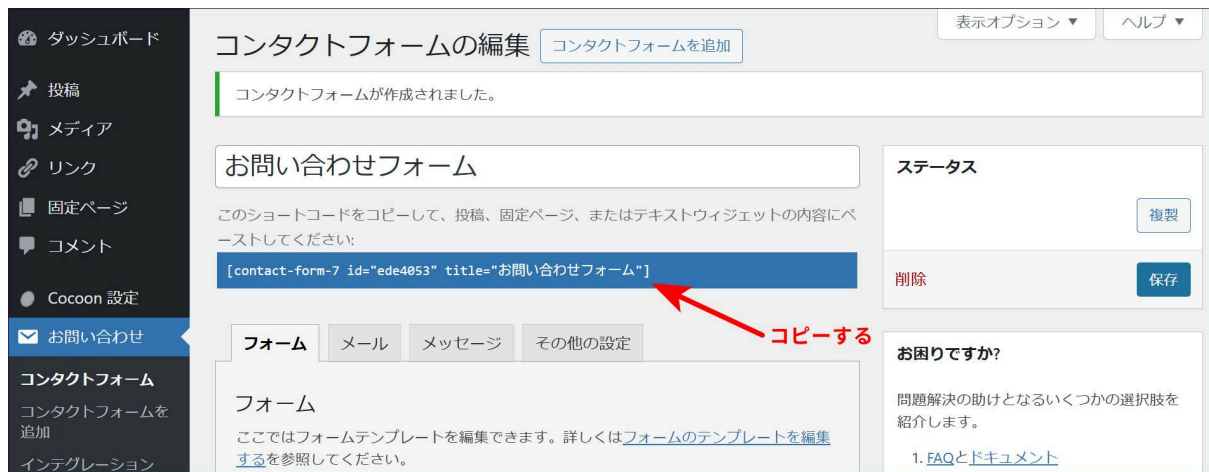 表示オプション ▼
ヘルプ ▼
ダッシュボード
投稿
メディア
リンク
固定ページ
コメント
Cocoon 設定
お問い合わせ
コンタクトフォーム
コンタクトフォームを
追加
インテグレーション
コンタクトフォームの編集
コンタクトフォームを追加
コンタクトフォームが作成されました。
お問い合わせフォーム
このショートコードをコピーして、投稿、固定ページ、またはテキストウィジェットの内容にペ
ーストしてください:
[contact-form-7 id="ede4053" title="お問い合わせフォーム"]
コピーする
フォーム
メール
メッセージ
その他の設定
フォーム
ここではフォームテンプレートを編集できます。詳しくはフォームのテンプレートを編集
するを参照してください。
ステータス
複製
削除
保存
お困りですか?
問題解決の助けとなるいくつかの選択肢を
紹介します。
1. FAQとドキュメント